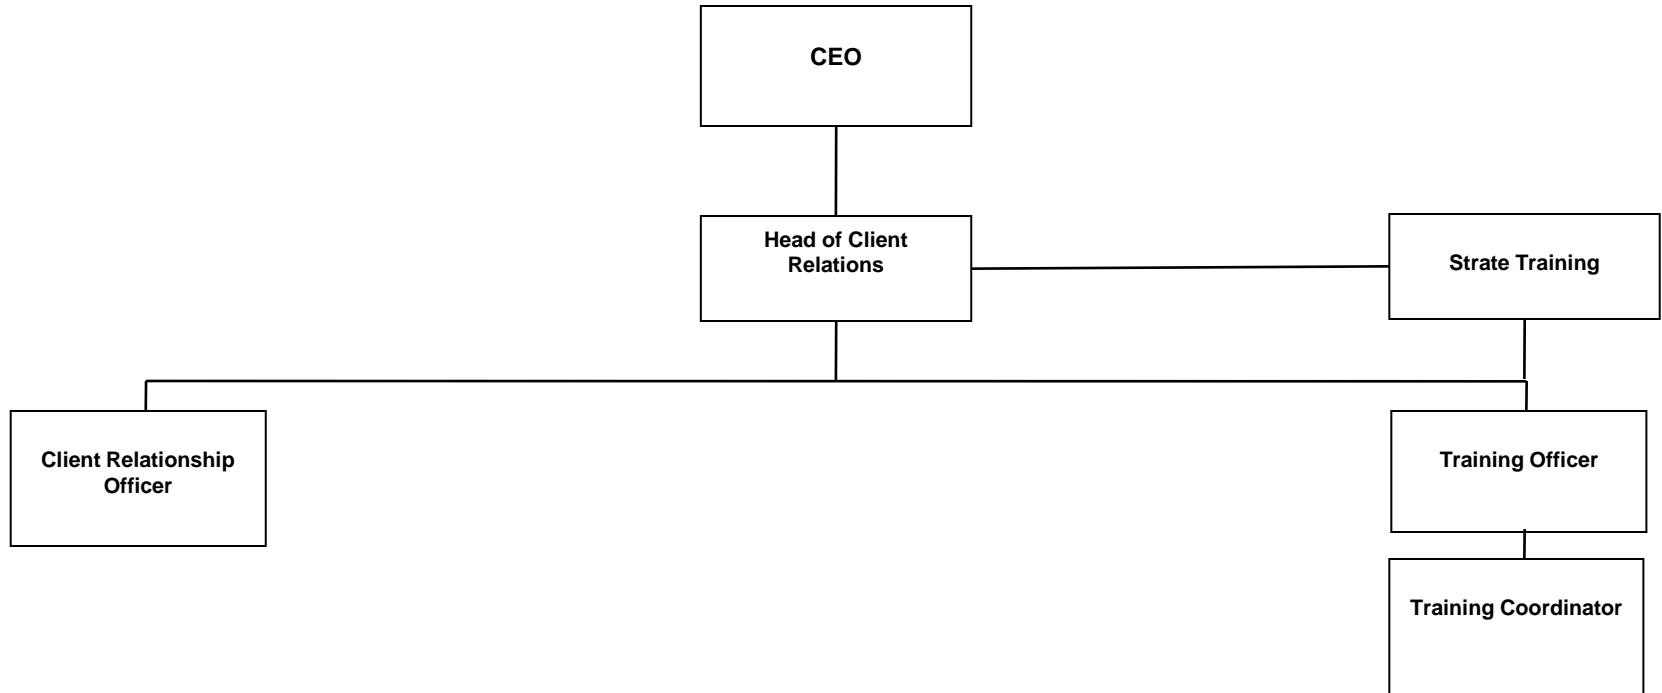 CEO
Head of Client
Relations
Strate Training
Client Relationship
Officer
Training Officer
Training Coordinator